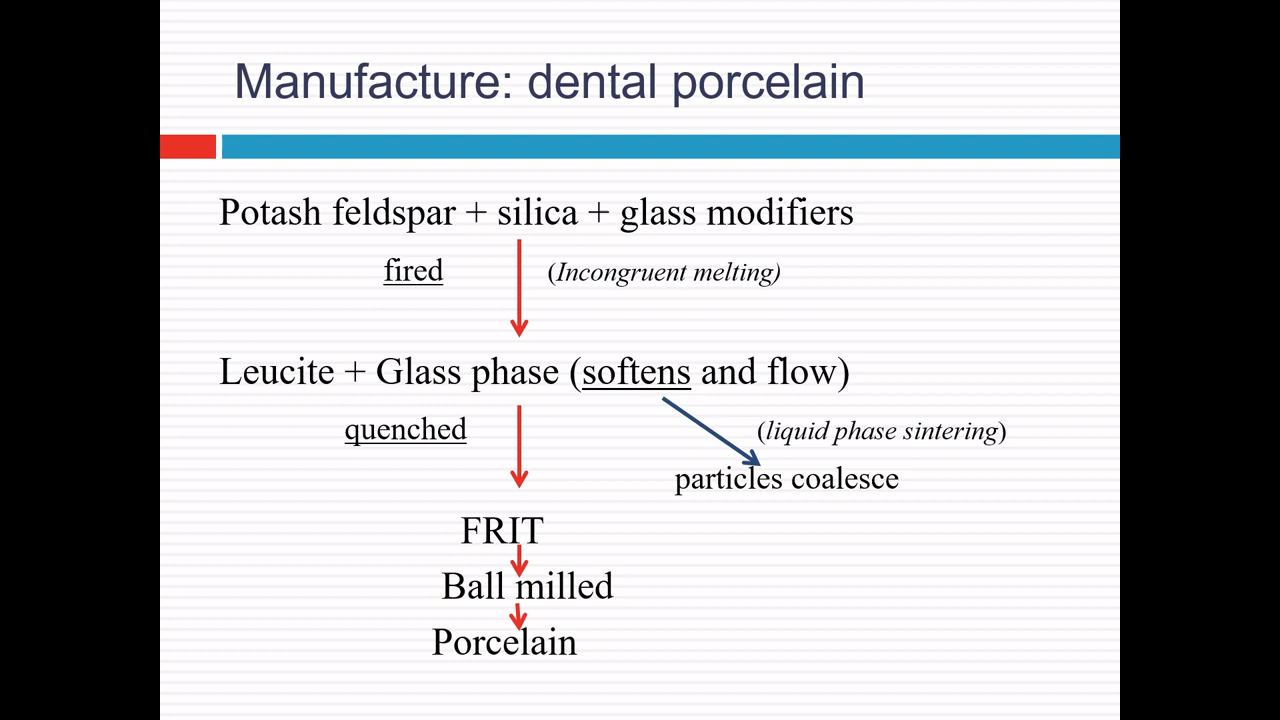 Manufacture: dental porcelain
Potash feldspar + silica + glass modifiers
fired (Incongruent melting)
Leucite + Glass phase (softens and flow)
quenched (liquid phase sintering)
particles coalesce
FRIT
Ball milled
Porcelain